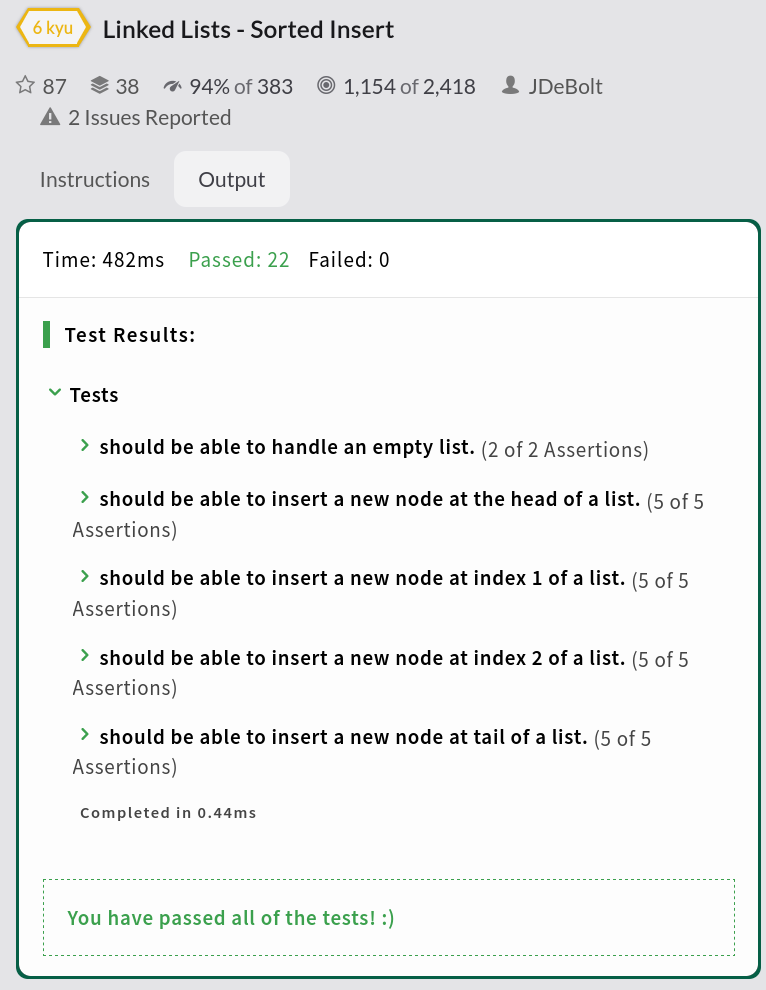 6 kyu Linked Lists - Sorted Insert
87 38 94% of 383 1,154 of 2,418 JDeBolt
2 Issues Reported
Instructions Output
Time: 482ms Passed: 22 Failed: 0
Test Results:
Tests
should be able to handle an empty list. (2 of 2 Assertions)
should be able to insert a new node at the head of a list. (5 of 5
Assertions)
should be able to insert a new node at index 1 of a list. (5 of 5
Assertions)
should be able to insert a new node at index 2 of a list. (5 of 5
Assertions)
should be able to insert a new node at tail of a list. (5 of 5
Assertions)
Completed in 0.44ms
You have passed all of the tests! :)